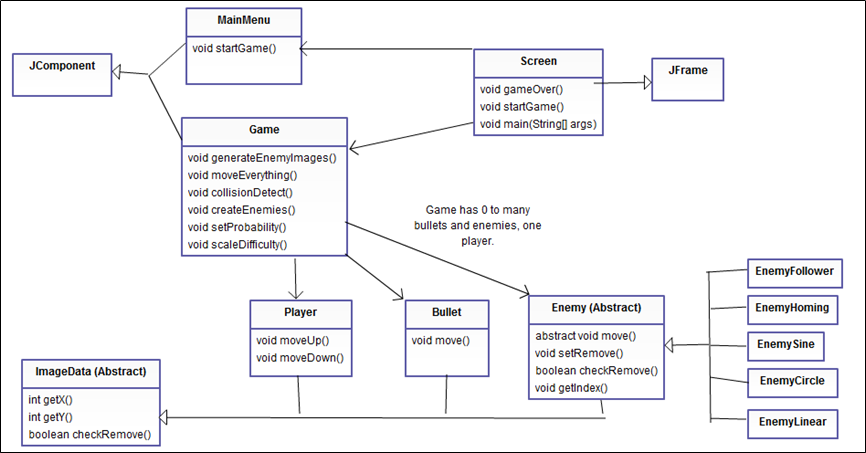 MainMenu
void startGame()
JComponent
Screen
void gameOver()
void startGame()
void main(String[] args)
JFrame
Game
void generateEnemyImages()
void moveEverything()
void collisionDetect()
void createEnemies()
void setProbability()
void scaleDifficulty()
Game has 0 to many
bullets and enemies, one
player.
Player
void moveUp()
void moveDown()
Bullet
void move()
Enemy (Abstract)
abstract void move()
void setRemove()
boolean checkRemove()
void getIndex()
EnemyFollower
EnemyHoming
EnemySine
EnemyCircle
EnemyLinear
ImageData (Abstract)
int getX()
int getY()
boolean checkRemove()